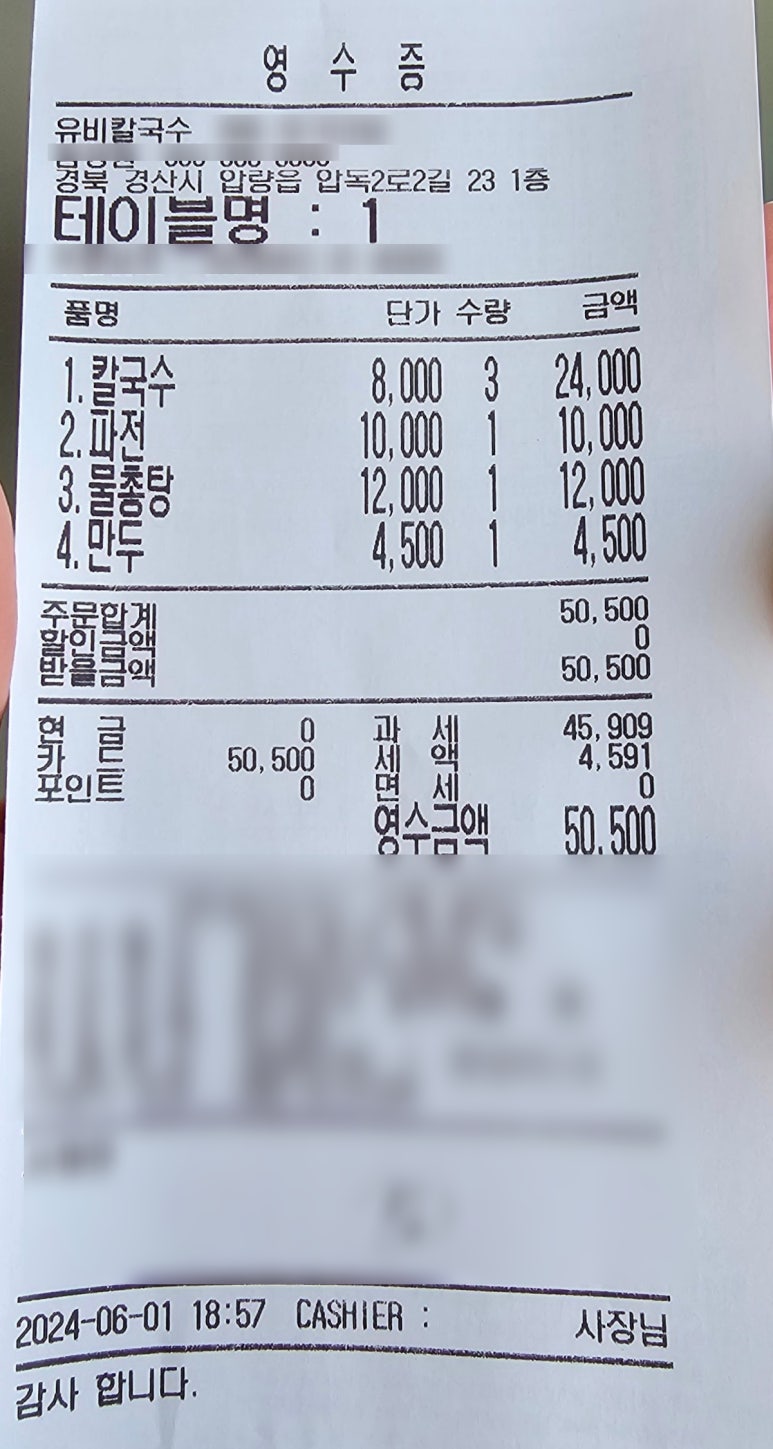 영 수 증
유비칼국수
경북 경산시 압량읍 압독2로2길 23 1층
테이블명 : 1
품명 단가 수량 금액
1.칼국수 8,000 3 24,000
2.파전 10,000 1 10,000
3.물총탕 12,000 1 12,000
4.만두 4,500 1 4,500
주문합계 50,500
할인금액 0
받을금액 50,500
현 금 0 과 세 45,909
카 드 50,500 세 액 4,591
포인트 0 면 세 0
영수금액 50,500
2024-06-01 18:57 CASHIER : 사장님
감사 합니다.